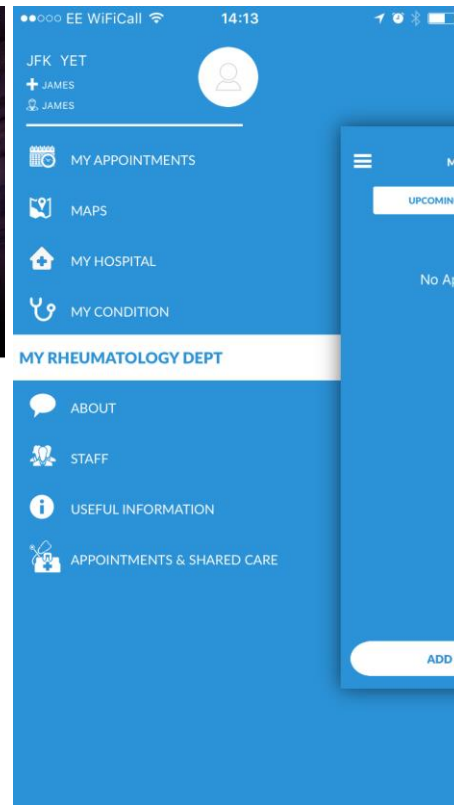 EE WiFiCall 14:13
JFK YET
JAMES
JAMES
MY APPOINTMENTS
MAPS
MY HOSPITAL
MY CONDITION
MY RHEUMATOLOGY DEPT
ABOUT
STAFF
USEFUL INFORMATION
APPOINTMENTS & SHARED CARE
M
UPCOMIN
No Ap
ADD